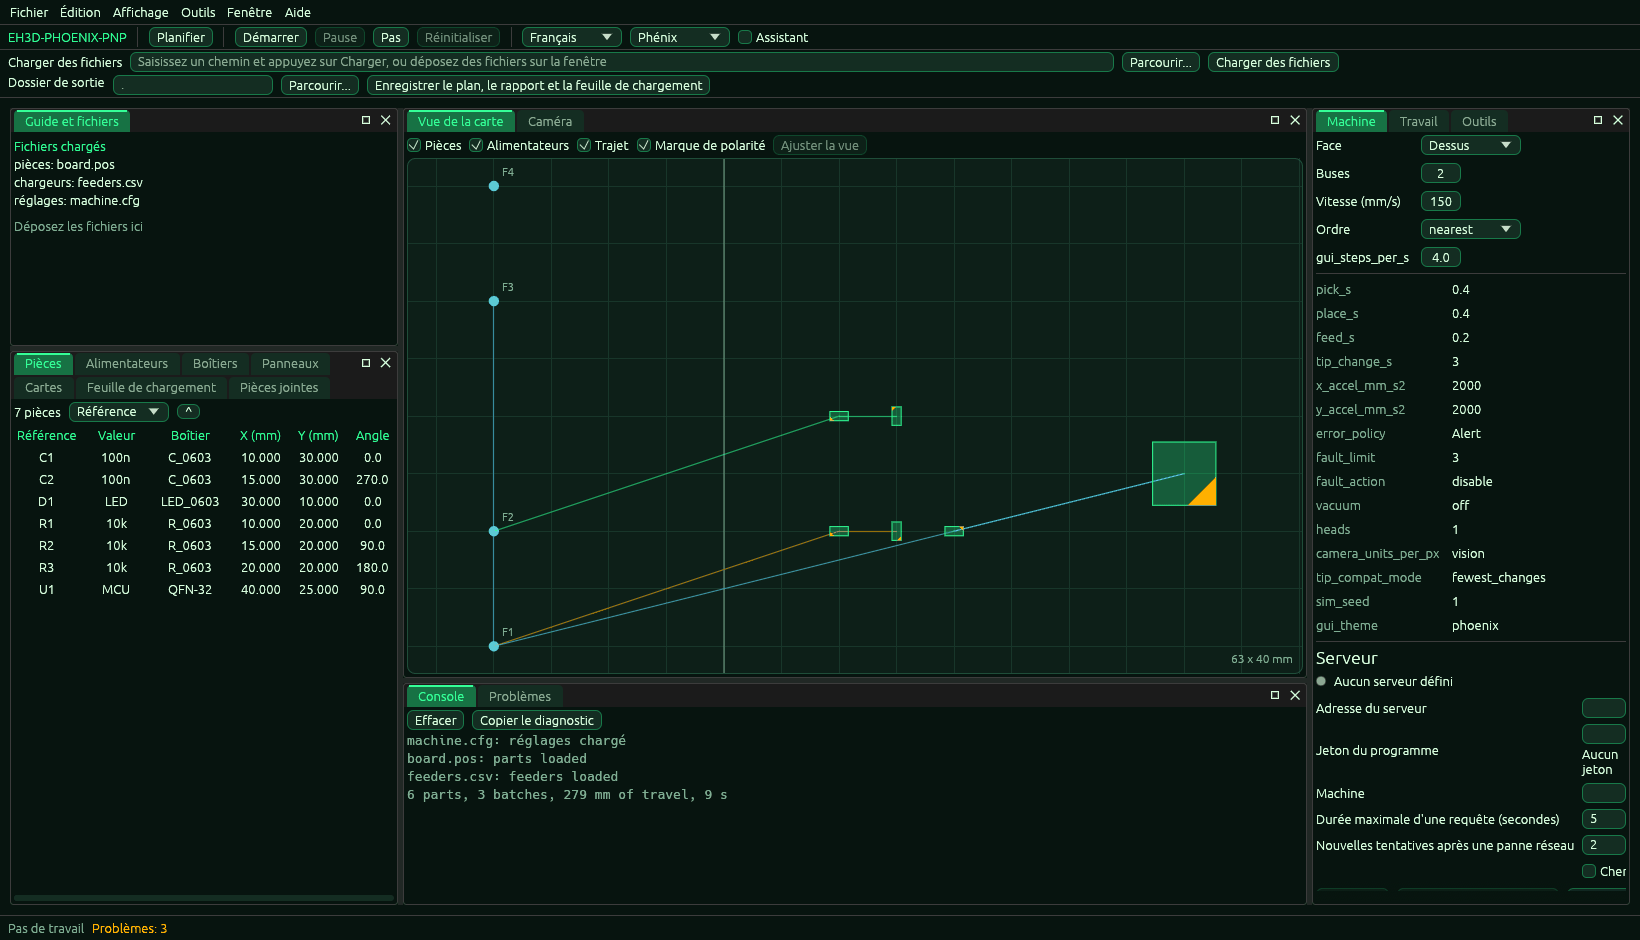 Fichier Édition Affichage Outils Fenêtre Aide
EH3D-PHOENIX-PNP Planifier Démarrer Pause Pas Réinitialiser Français Phénix Assistant
Charger des fichiers Saisissez un chemin et appuyez sur Charger, ou déposez des fichiers sur la fenêtre Parcourir... Charger des fichiers
Dossier de sortie . Parcourir... Enregistrer le plan, le rapport et la feuille de chargement
Guide et fichiers
Fichiers chargés
pièces: board.pos
chargeurs: feeders.csv
réglages: machine.cfg
Déposez les fichiers ici
Pièces Alimentateurs Boîtiers Panneaux
Cartes Feuille de chargement Pièces jointes
7 pièces Référence ^
Référence Valeur Boîtier X (mm) Y (mm) Angle
C1 100n C_0603 10.000 30.000 0.0
C2 100n C_0603 15.000 30.000 270.0
D1 LED LED_0603 30.000 10.000 0.0
R1 10k R_0603 10.000 20.000 0.0
R2 10k R_0603 15.000 20.000 90.0
R3 10k R_0603 20.000 20.000 180.0
U1 MCU QFN-32 40.000 25.000 90.0
Vue de la carte Caméra
Pièces Alimentateurs Trajet Marque de polarité Ajuster la vue
F4
F3
F2
F1
63 x 40 mm
Console Problèmes
Effacer Copier le diagnostic
machine.cfg: réglages chargé
board.pos: parts loaded
feeders.csv: feeders loaded
6 parts, 3 batches, 279 mm of travel, 9 s
Machine Travail Outils
Face Dessus
Buses 2
Vitesse (mm/s) 150
Ordre nearest
gui_steps_per_s 4.0
pick_s 0.4
place_s 0.4
feed_s 0.2
tip_change_s 3
x_accel_mm_s2 2000
y_accel_mm_s2 2000
error_policy Alert
fault_limit 3
fault_action disable
vacuum off
heads 1
camera_units_per_px vision
tip_compat_mode fewest_changes
sim_seed 1
gui_theme phoenix
Serveur
Aucun serveur défini
Adresse du serveur
Jeton du programme
Aucun
jeton
Machine
Durée maximale d'une requête (secondes) 5
Nouvelles tentatives après une panne réseau 2
Cher
Pas de travail Problèmes: 3